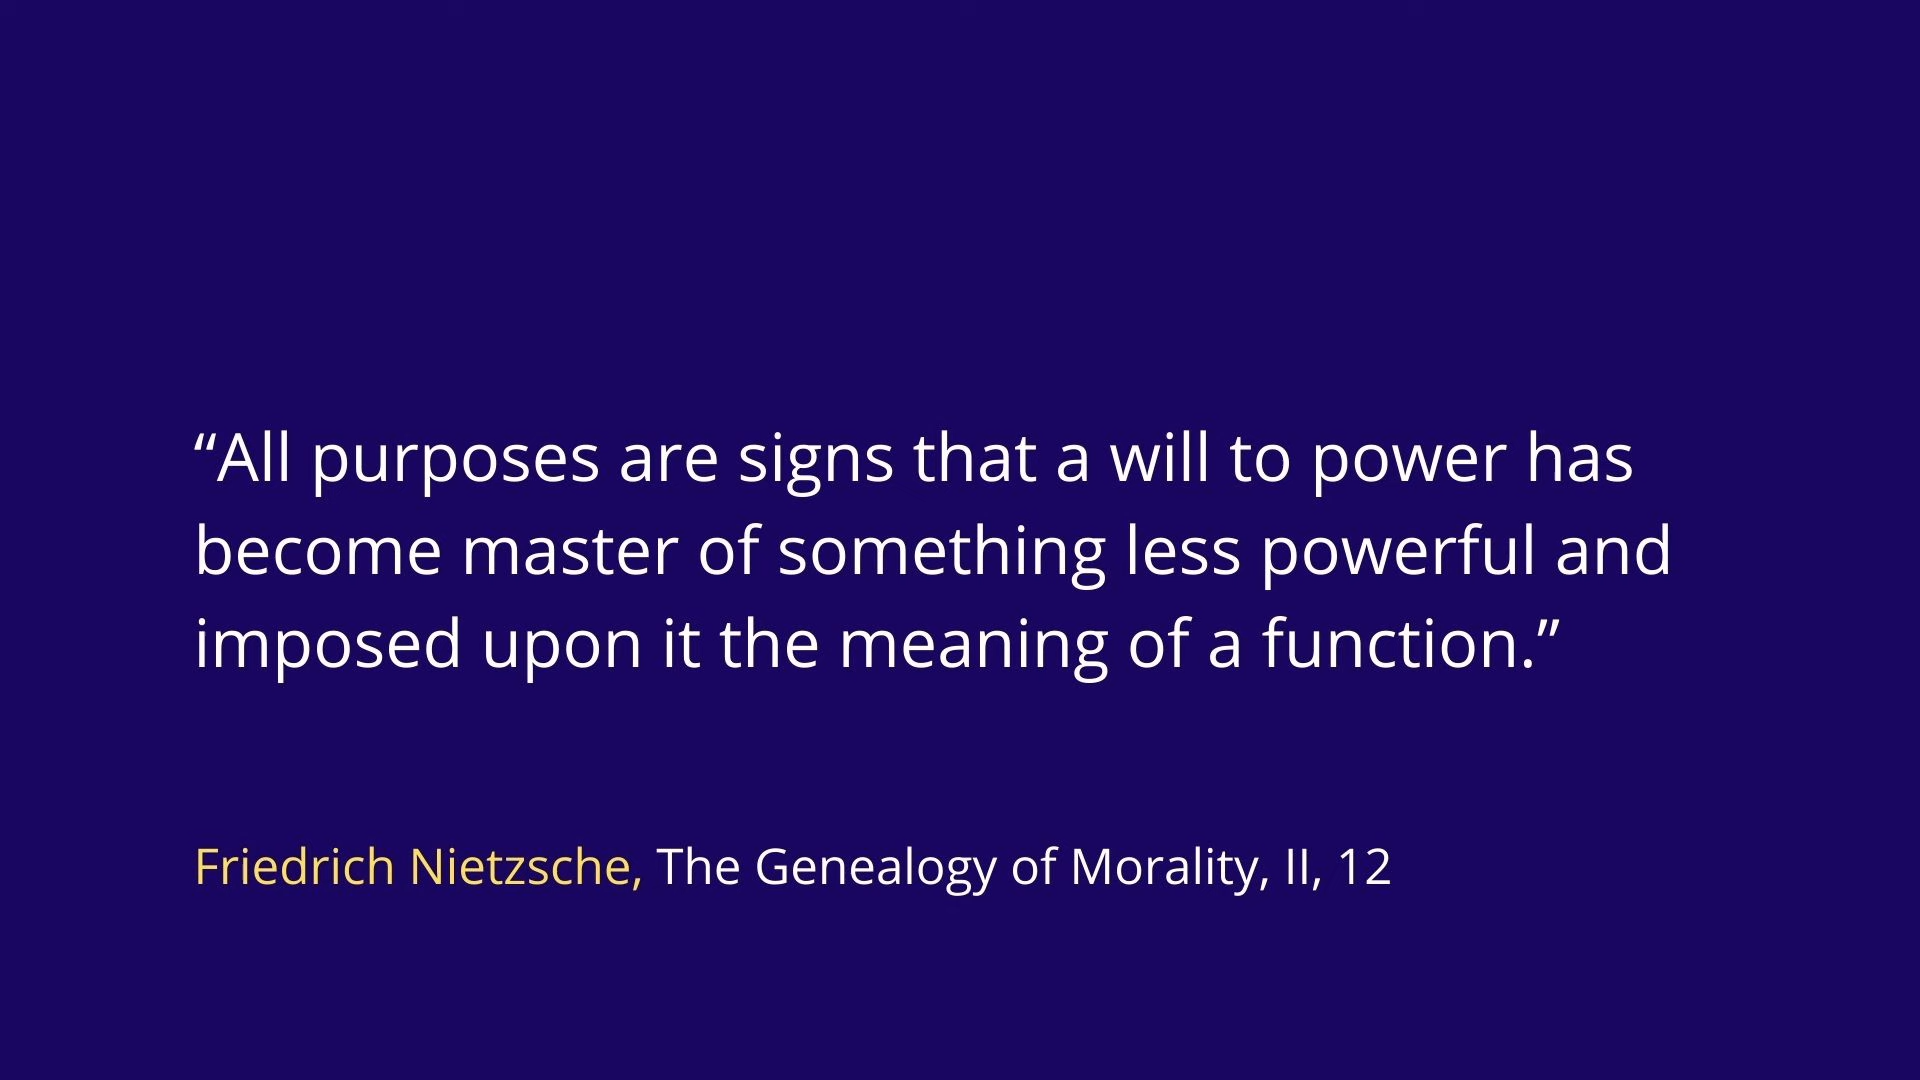 “All purposes are signs that a will to power has
become master of something less powerful and
imposed upon it the meaning of a function.”
Friedrich Nietzsche, The Genealogy of Morality, II, 12